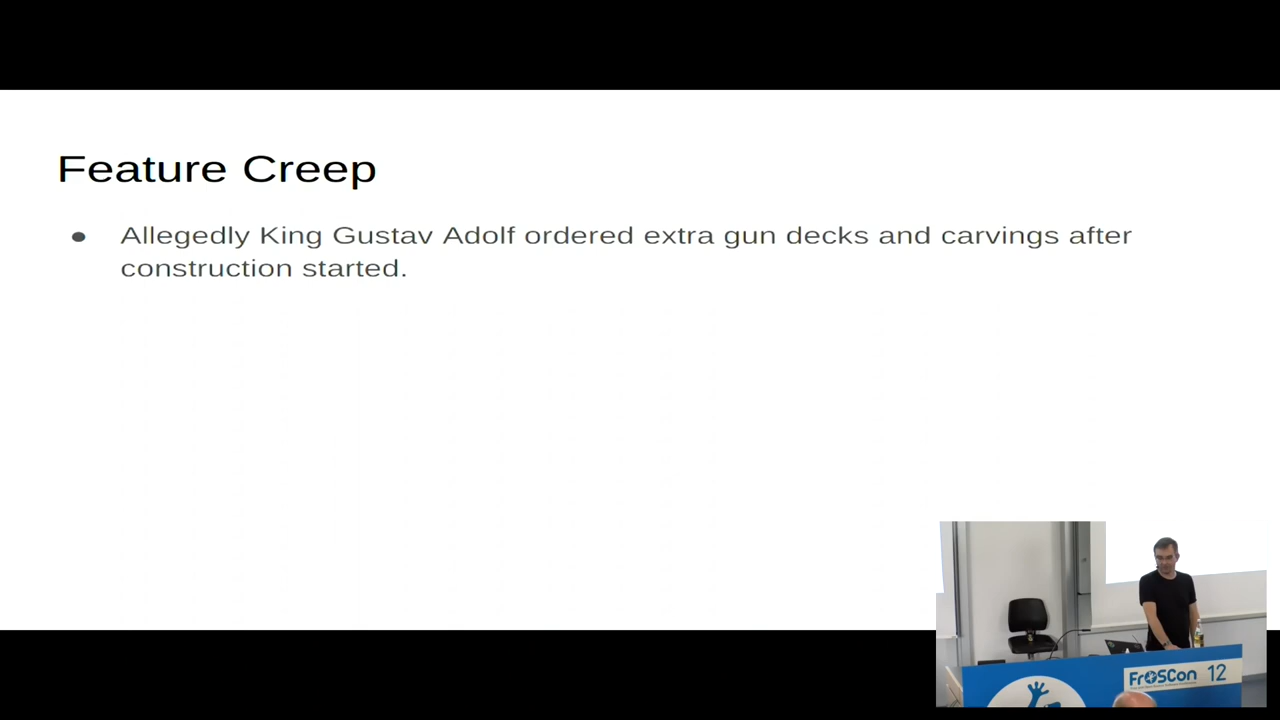 Feature Creep
● Allegedly King Gustav Adolf ordered extra gun decks and carvings after
construction started.
FrOSCon 12